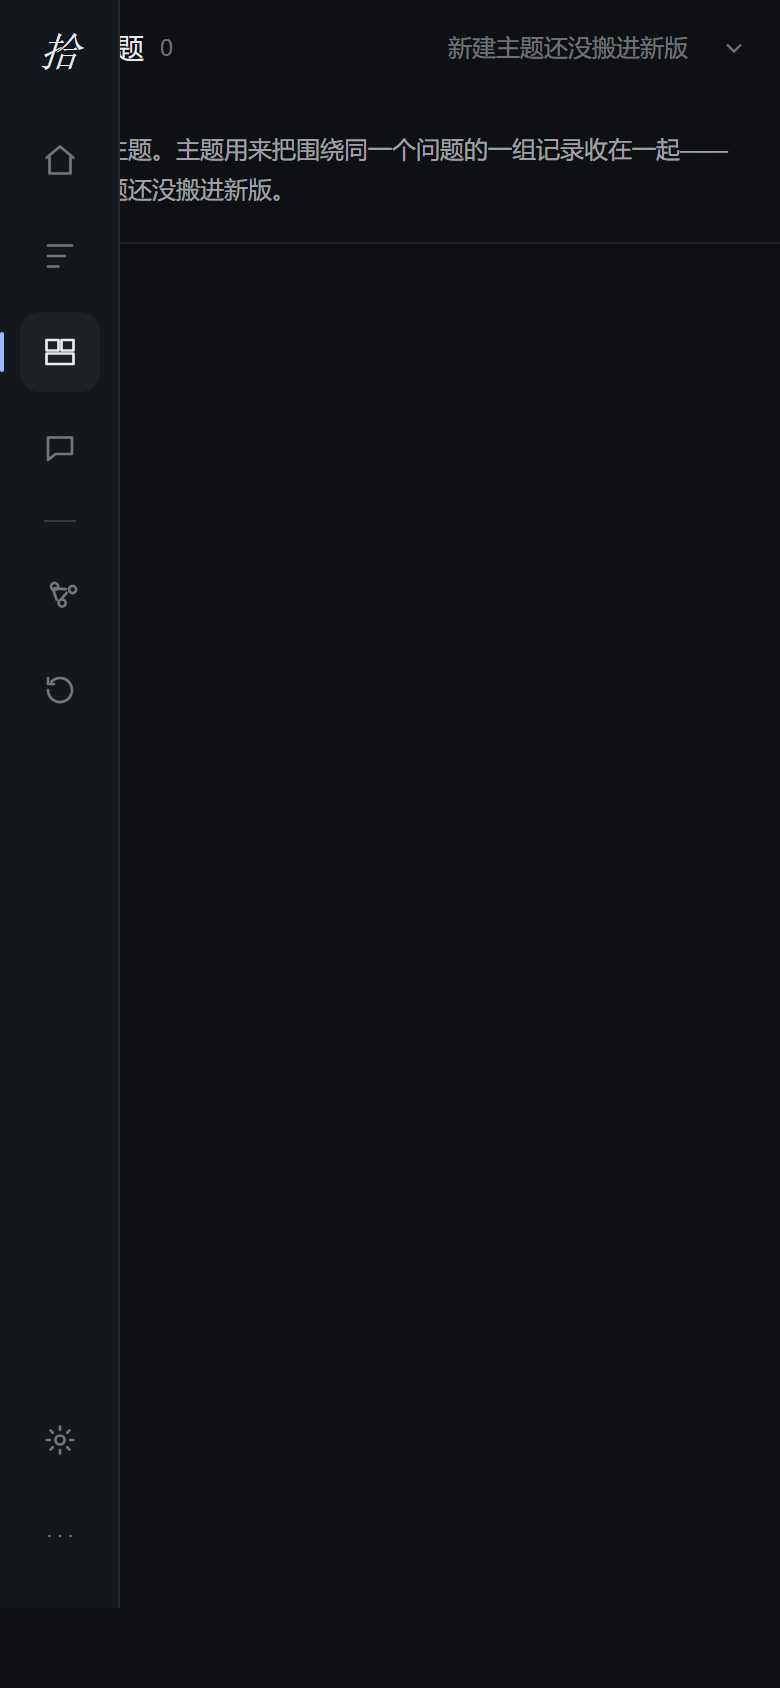 拾
题 0
新建主题还没搬进新版
主题。主题用来把围绕同一个问题的一组记录收在一起——
题还没搬进新版。